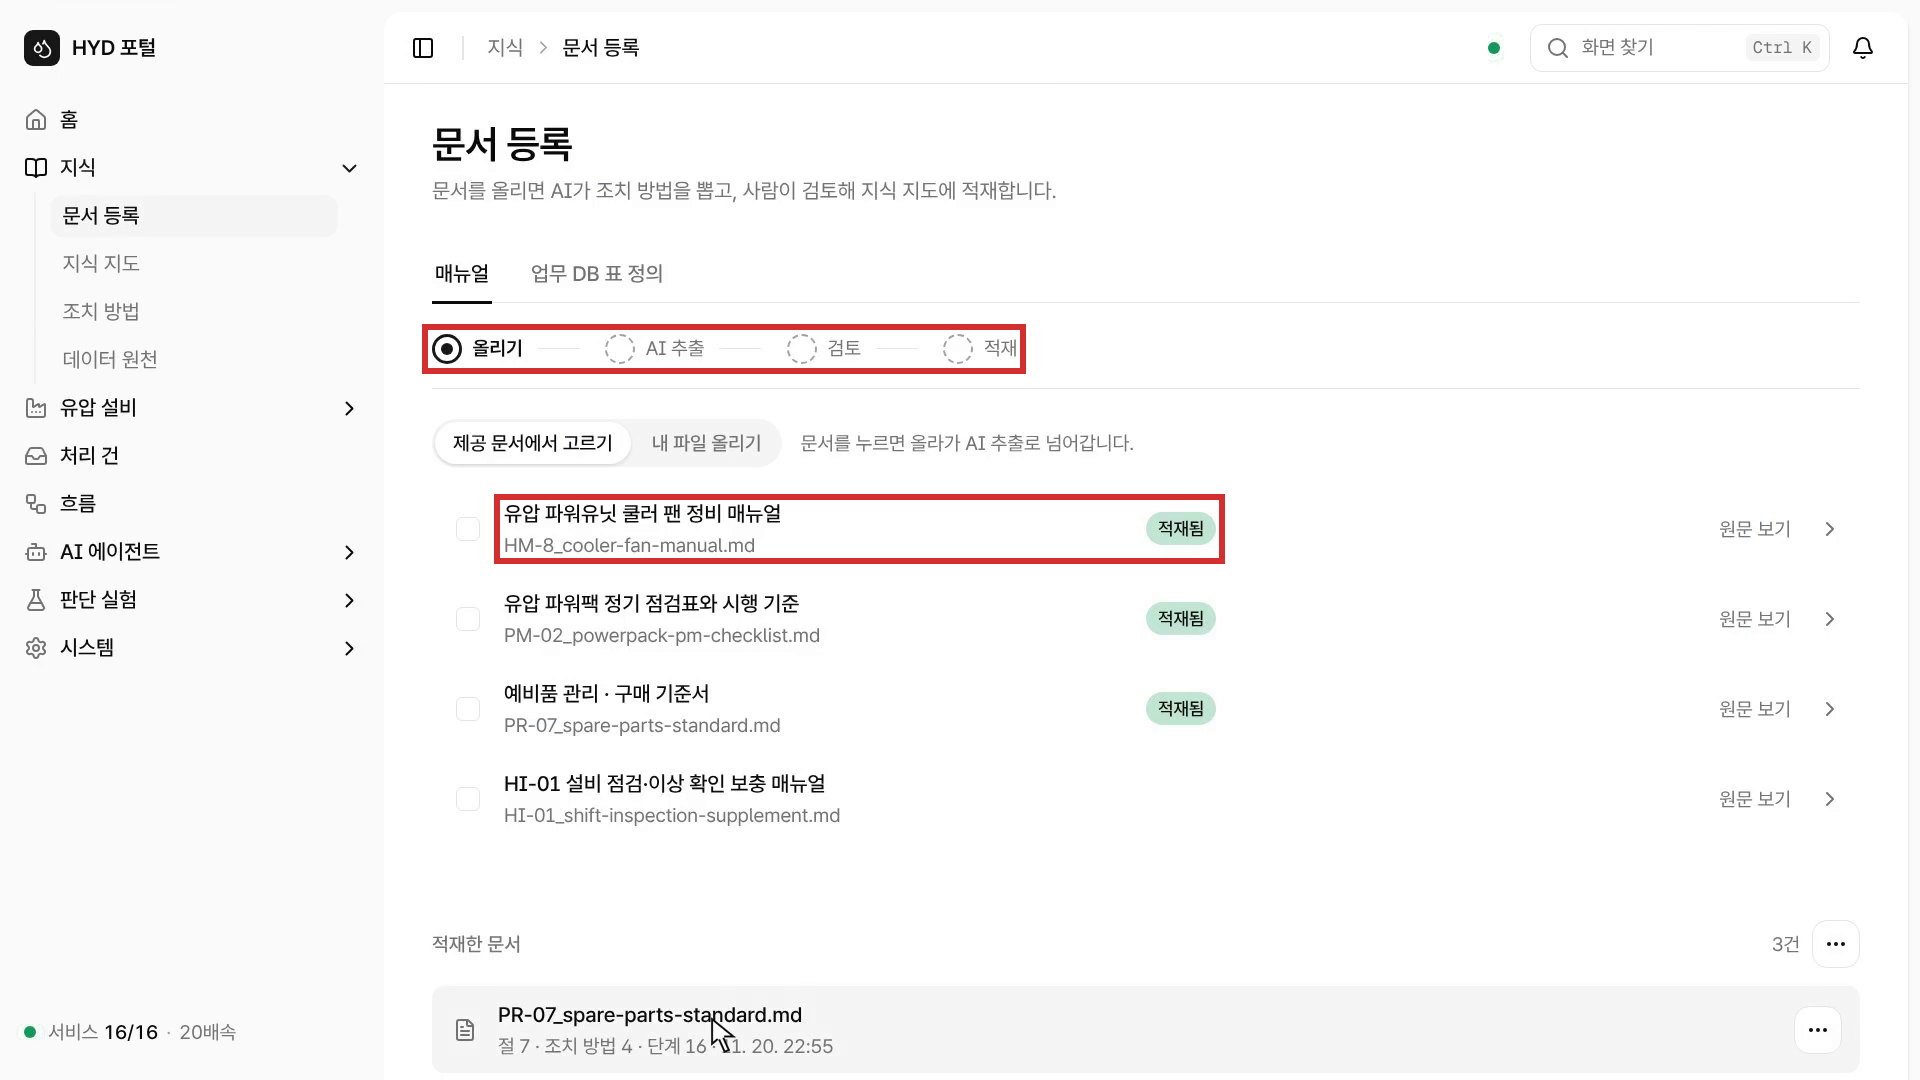 HYD 포털
지식 > 문서 등록
화면 찾기
Ctrl K
홈
지식
문서 등록
지식 지도
조치 방법
데이터 원천
유압 설비
처리 건
흐름
AI 에이전트
판단 실험
시스템
서비스 16/16 · 20배속
문서 등록
문서를 올리면 AI가 조치 방법을 뽑고, 사람이 검토해 지식 지도에 적재합니다.
매뉴얼
업무 DB 표 정의
올리기
AI 추출
검토
적재
제공 문서에서 고르기
내 파일 올리기
문서를 누르면 올라가 AI 추출로 넘어갑니다.
유압 파워유닛 쿨러 팬 정비 매뉴얼
HM-8_cooler-fan-manual.md
적재됨
원문 보기
유압 파워팩 정기 점검표와 시행 기준
PM-02_powerpack-pm-checklist.md
적재됨
원문 보기
예비품 관리 · 구매 기준서
PR-07_spare-parts-standard.md
적재됨
원문 보기
HI-01 설비 점검·이상 확인 보충 매뉴얼
HI-01_shift-inspection-supplement.md
원문 보기
적재한 문서
3건
PR-07_spare-parts-standard.md
절 7 · 조치 방법 4 · 단계 16 · 20. 22:55